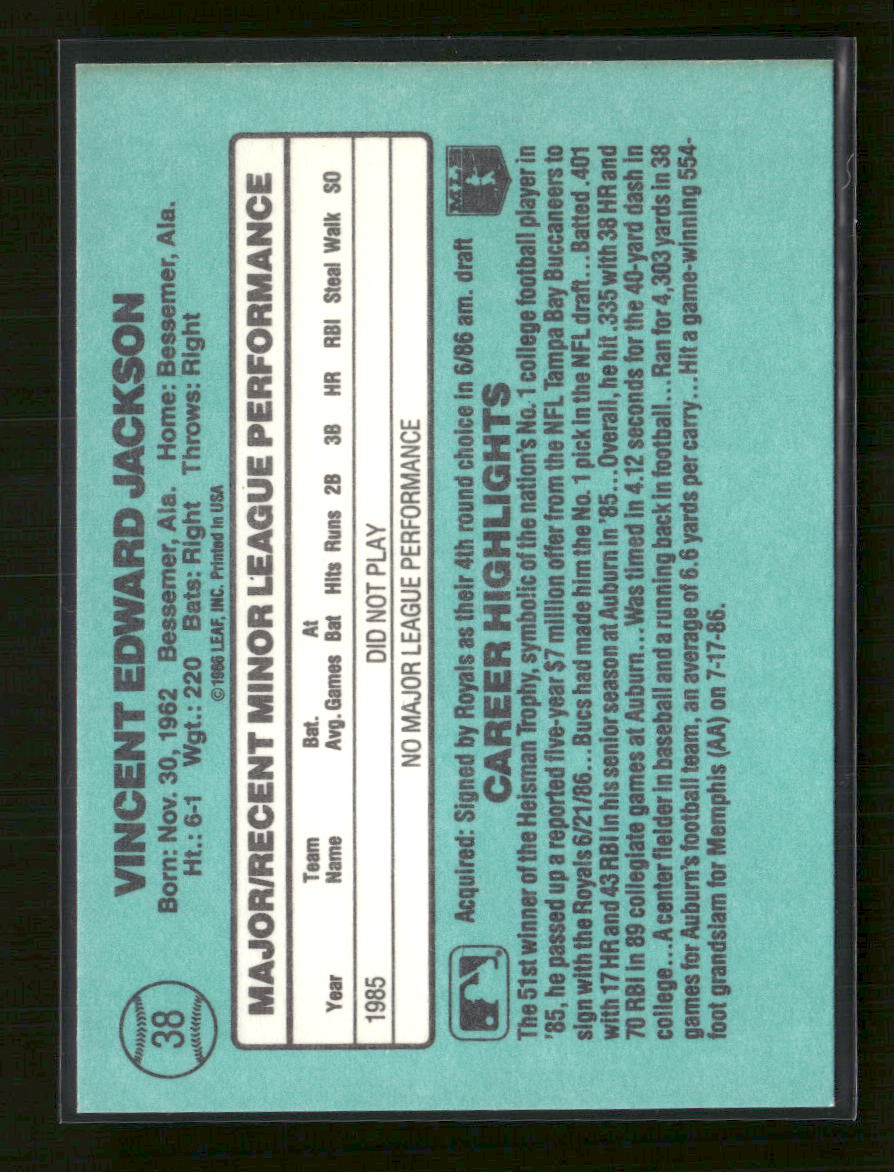 38
VINCENT EDWARD JACKSON
Born: Nov. 30, 1962 Bessemer, Ala. Home: Bessemer, Ala.
Ht.: 6-1 Wgt.: 220 Bats: Right Throws: Right
©1986 LEAF, INC. Printed in USA
MAJOR/RECENT MINOR LEAGUE PERFORMANCE
Team Bat. At
Year Name Avg. Games Bat Hits Runs 2B 3B HR RBI Steal Walk SO
1985 DID NOT PLAY
NO MAJOR LEAGUE PERFORMANCE
Acquired: Signed by Royals as their 4th round choice in 6/86 am. draft
CAREER HIGHLIGHTS
The 51st winner of the Heisman Trophy, symbolic of the nation's No. 1 college football player in
'85, he passed up a reported five-year $7 million offer from the NFL Tampa Bay Buccaneers to
sign with the Royals 6/21/86...Bucs had made him the No. 1 pick in the NFL draft...Batted .401
with 17 HR and 43 RBI in his senior season at Auburn in '85...Overall, he hit .335 with 38 HR and
70 RBI in 89 collegiate games at Auburn...Was timed in 4.12 seconds for the 40-yard dash in
college...A center fielder in baseball and a running back in football...Ran for 4,303 yards in 38
games for Auburn's football team, an average of 6.6 yards per carry...Hit a game-winning 554-
foot grandslam for Memphis (AA) on 7-17-86.